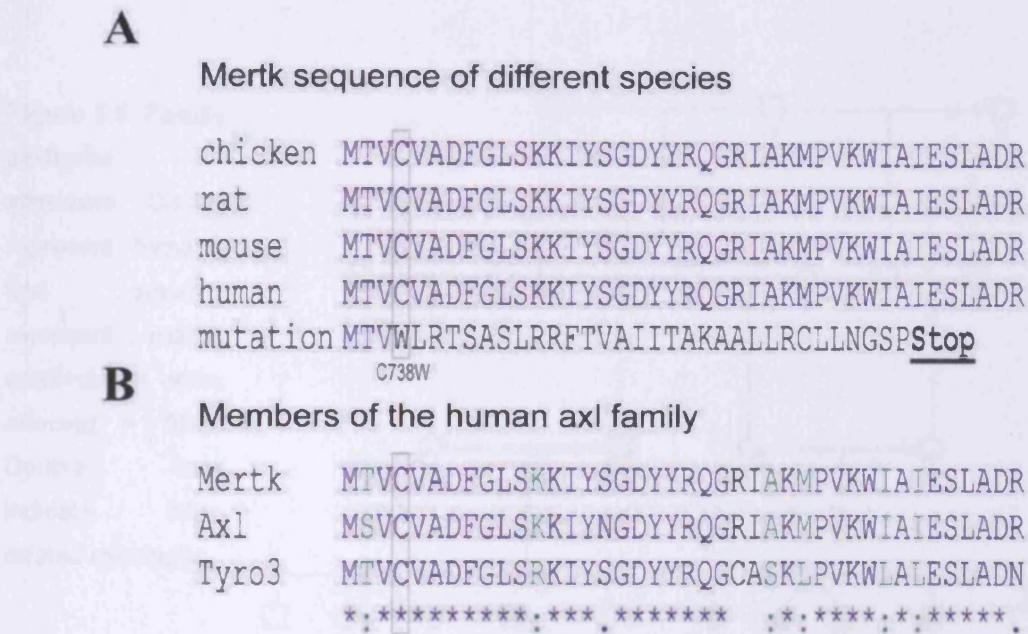 A
Mertk sequence of different species
chicken MTVCVADFGLSKKIYSGDYYRQGRIAKMPVKWIAIESLADR
rat MTVCVADFGLSKKIYSGDYYRQGRIAKMPVKWIAIESLADR
mouse MTVCVADFGLSKKIYSGDYYRQGRIAKMPVKWIAIESLADR
human MTVCVADFGLSKKIYSGDYYRQGRIAKMPVKWIAIESLADR
mutation MTVWLRTSASLRRFTVAIITAKAALLRCLLNGSPStop
C738W
B
Members of the human axl family
Mertk MTVCVADFGLSKKIYSGDYYRQGRIAKMPVKWIAIESLADR
Axl MSVCVADFGLSKKIYNGDYYRQGRIAKMPVKWIAIESLADR
Tyro3 MTVCVADFGLSRKIYSGDYYRQGCASKLPVKWLALESLADN
*:*********:***.******* :*:****:*:*****.